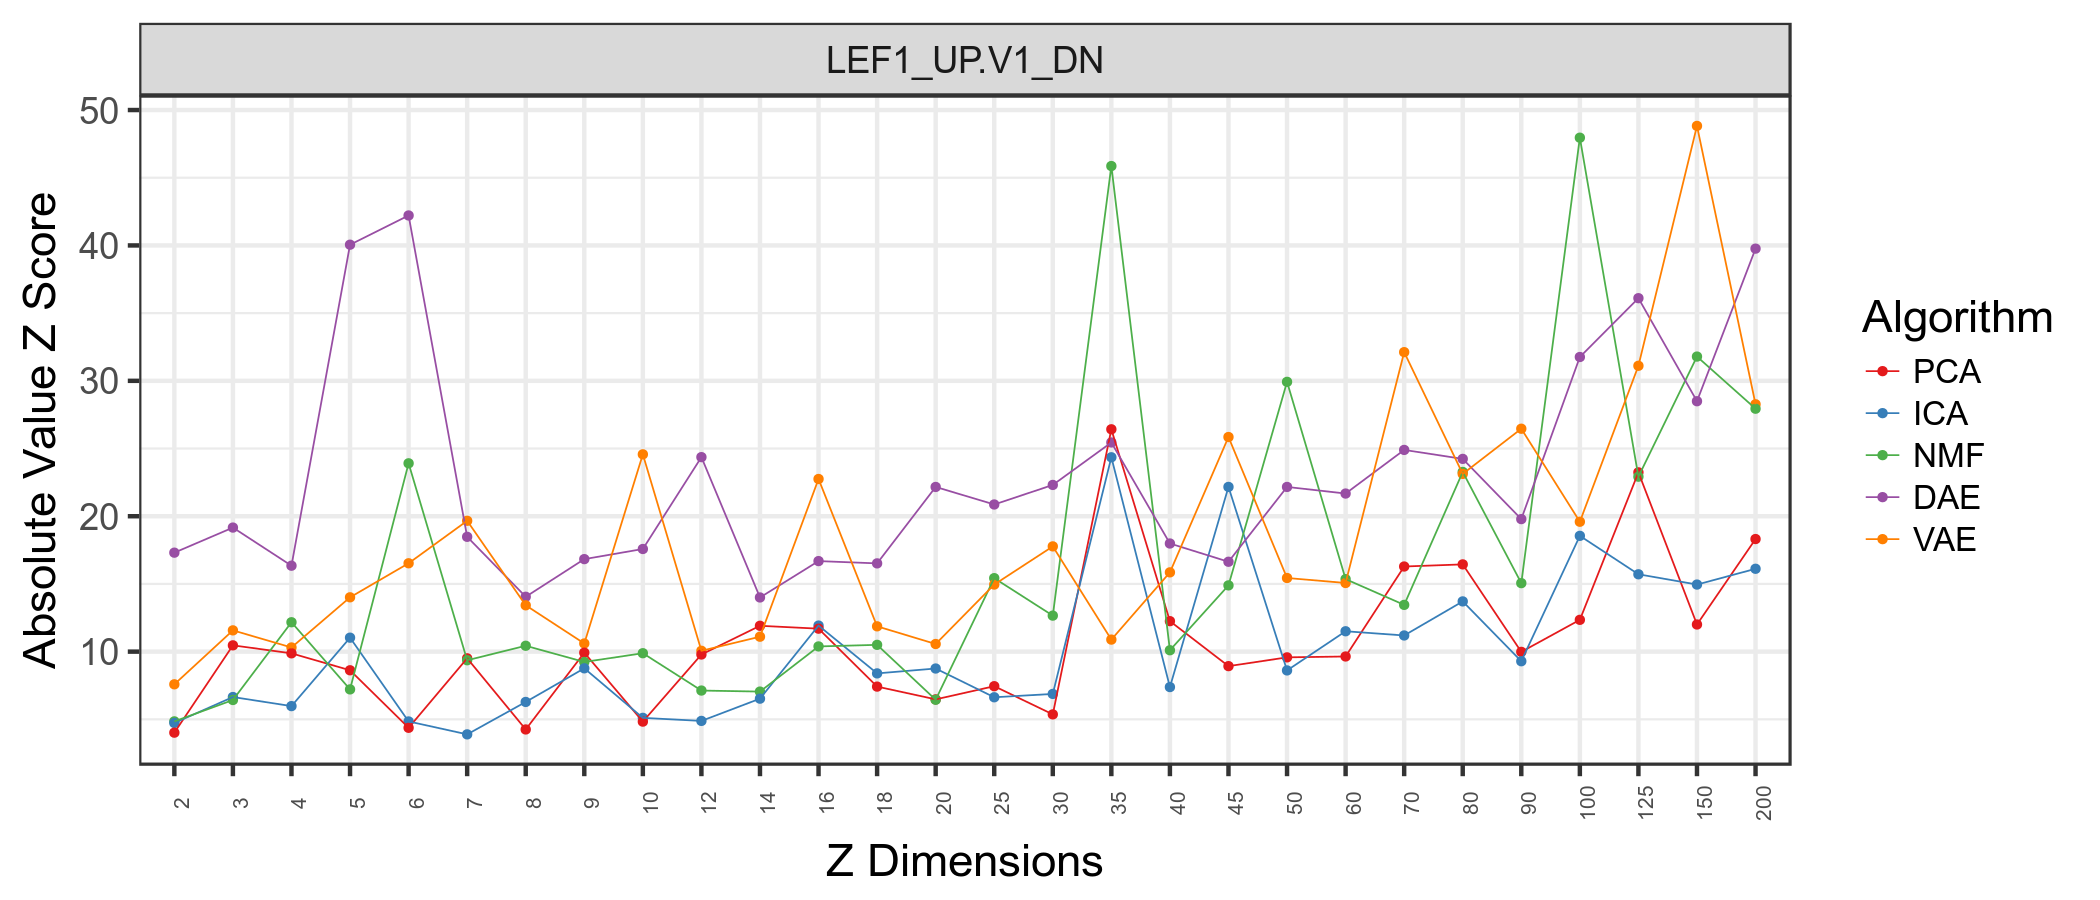 LEF1_UP.V1_DN
Absolute Value Z Score
50
40
30
20
10
2 3 4 5 6 7 8 9 10 12 14 16 18 20 25 30 35 40 45 50 60 70 80 90 100 125 150 200
Z Dimensions
Algorithm
PCA
ICA
NMF
DAE
VAE